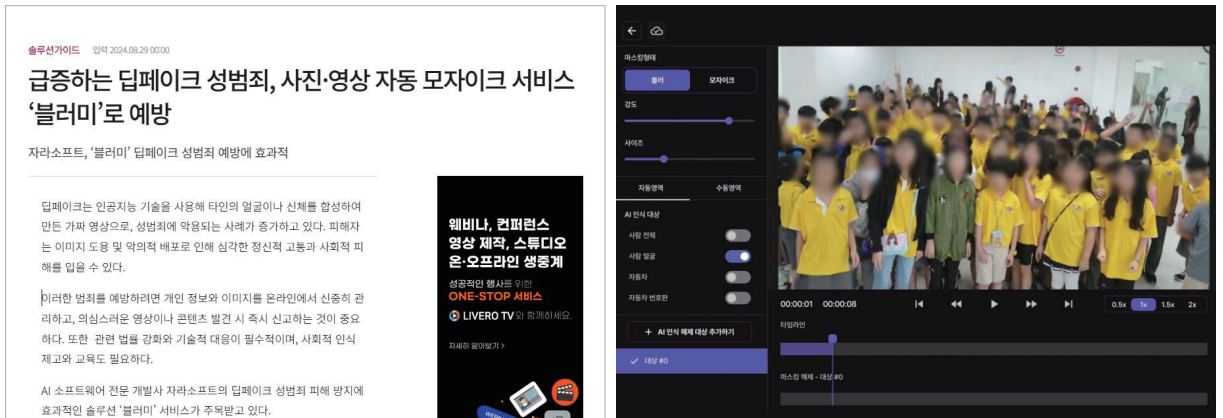 솔루션가이드 입력 2024.08.29 00:00
급증하는 딥페이크 성범죄, 사진·영상 자동 모자이크 서비스
‘블러미’로 예방
자라소프트, ‘블러미’ 딥페이크 성범죄 예방에 효과적
딥페이크는 인공지능 기술을 사용해 타인의 얼굴이나 신체를 합성하여
만든 가짜 영상으로, 성범죄에 악용되는 사례가 증가하고 있다. 피해자
는 이미지 도용 및 악의적 배포로 인해 심각한 정신적 고통과 사회적 피
해를 입을 수 있다.
이러한 범죄를 예방하려면 개인 정보와 이미지를 온라인에서 신중히 관
리하고, 의심스러운 영상이나 콘텐츠 발견 시 즉시 신고하는 것이 중요
하다. 또한 관련 법률 강화와 기술적 대응이 필수적이며, 사회적 인식
제고와 교육도 필요하다.
AI 소프트웨어 전문 개발사 자라소프트의 딥페이크 성범죄 피해 방지에
효과적인 솔루션 ‘블러미’ 서비스가 주목받고 있다.
웨비나, 컨퍼런스
영상 제작, 스튜디오
온·오프라인 생중계
성공적인 행사를 위한
ONE-STOP 서비스
LIVERO TV 와 함께하세요.
자세히 알아보기 >
마스킹형태
블러 모자이크
강도
사이즈
자동영역 수동영역
AI 인식 대상
사람 전체
사람 얼굴
자동차
자동차 번호판
+ AI 인식 해제 대상 추가하기
대상 #0
00:00:01 00:00:08
0.5x 1x 1.5x 2x
타임라인
마스킹 해제 - 대상 #0